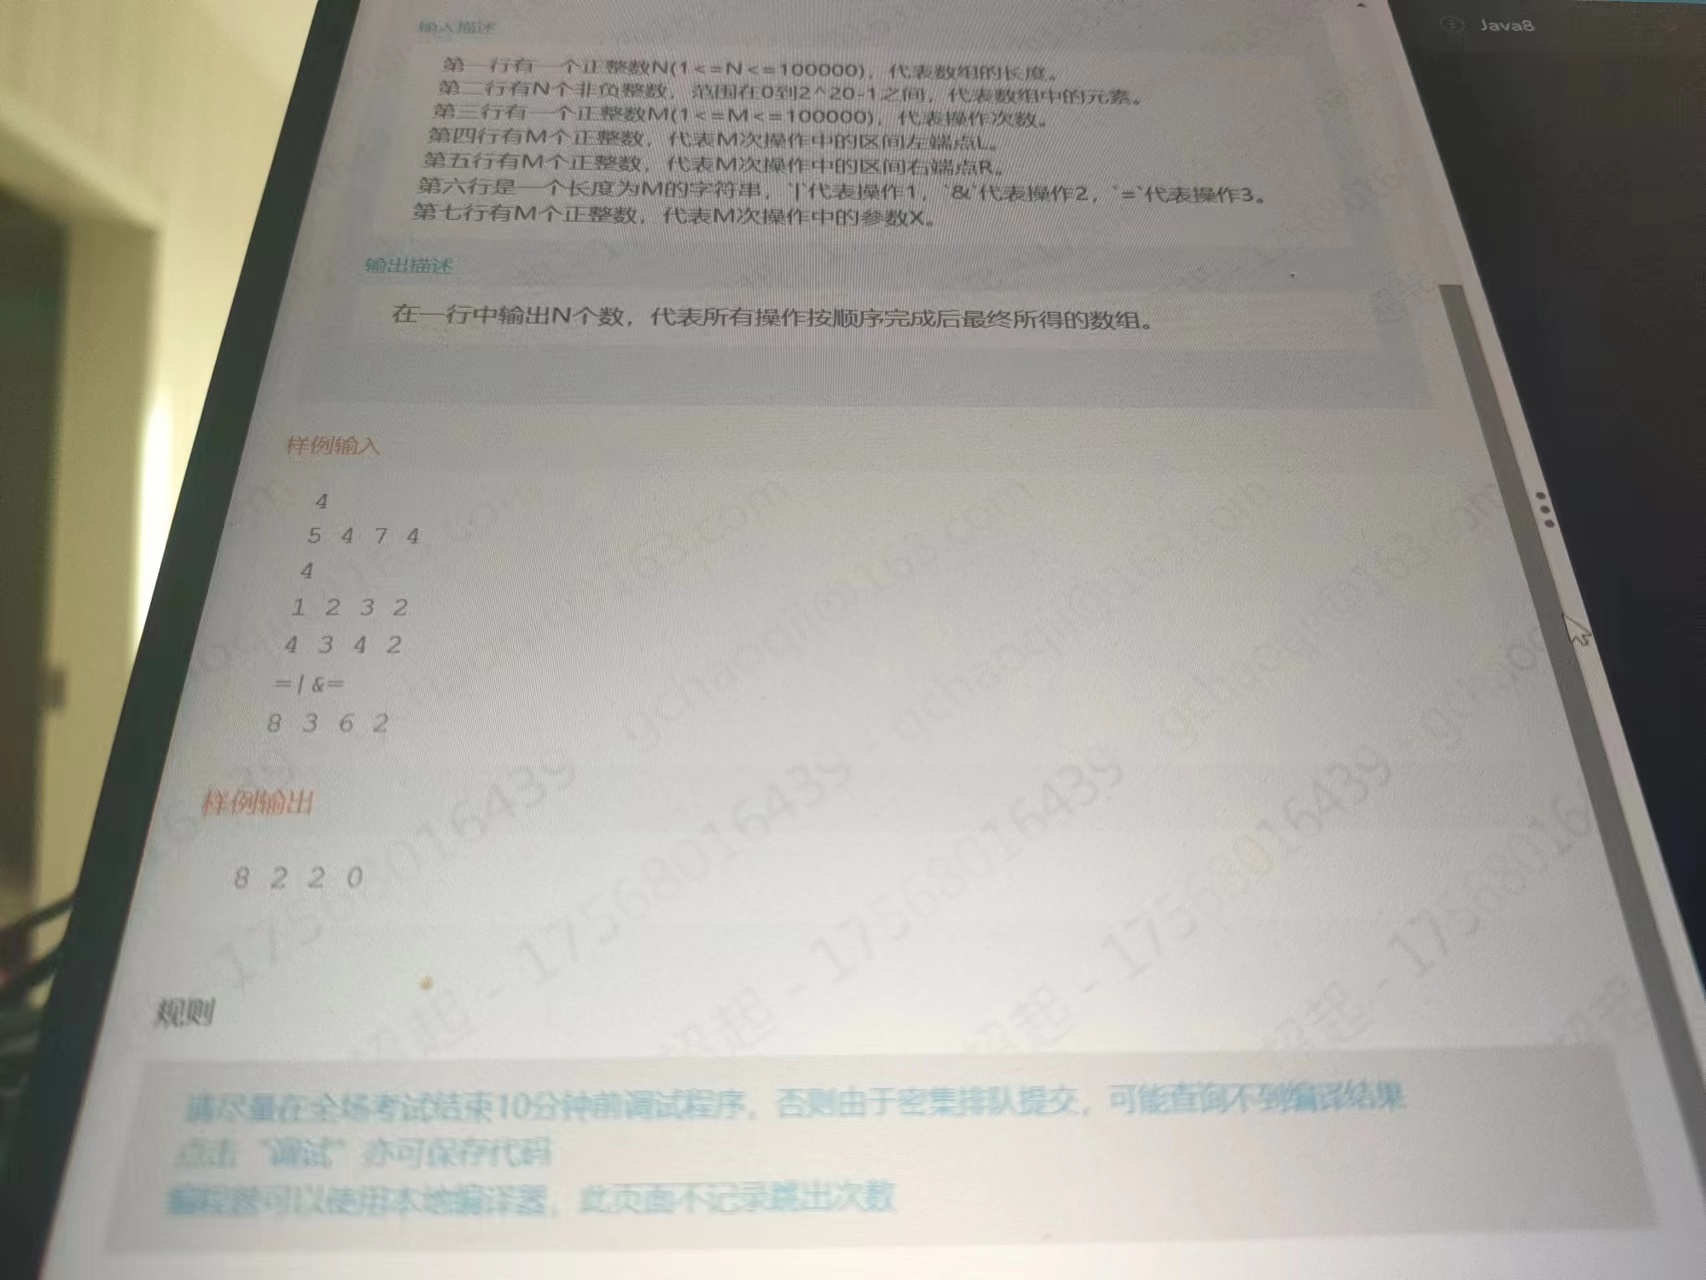 Java8
输入描述
第一行有一个正整数N(1<=N<=100000)，代表数组的长度。
第二行有N个非负整数，范围在0到2^20-1之间，代表数组中的元素。
第三行有一个正整数M(1<=M<=100000)，代表操作次数。
第四行有M个正整数，代表M次操作中的区间左端点L。
第五行有M个正整数，代表M次操作中的区间右端点R。
第六行是一个长度为M的字符串，`|`代表操作1，`&`代表操作2，`=`代表操作3。
第七行有M个正整数，代表M次操作中的参数X。
输出描述
在一行中输出N个数，代表所有操作按顺序完成后最终所得的数组。
样例输入
4
5 4 7 4
4
1 2 3 2
4 3 4 2
=|&=
8 3 6 2
样例输出
8 2 2 0
规则
请尽量在全场考试结束10分钟前调试程序，否则由于密集排队提交，可能查询不到编译结果
点击“调试”亦可保存代码
编程题可以使用本地编译器，此页面不记录跳出次数